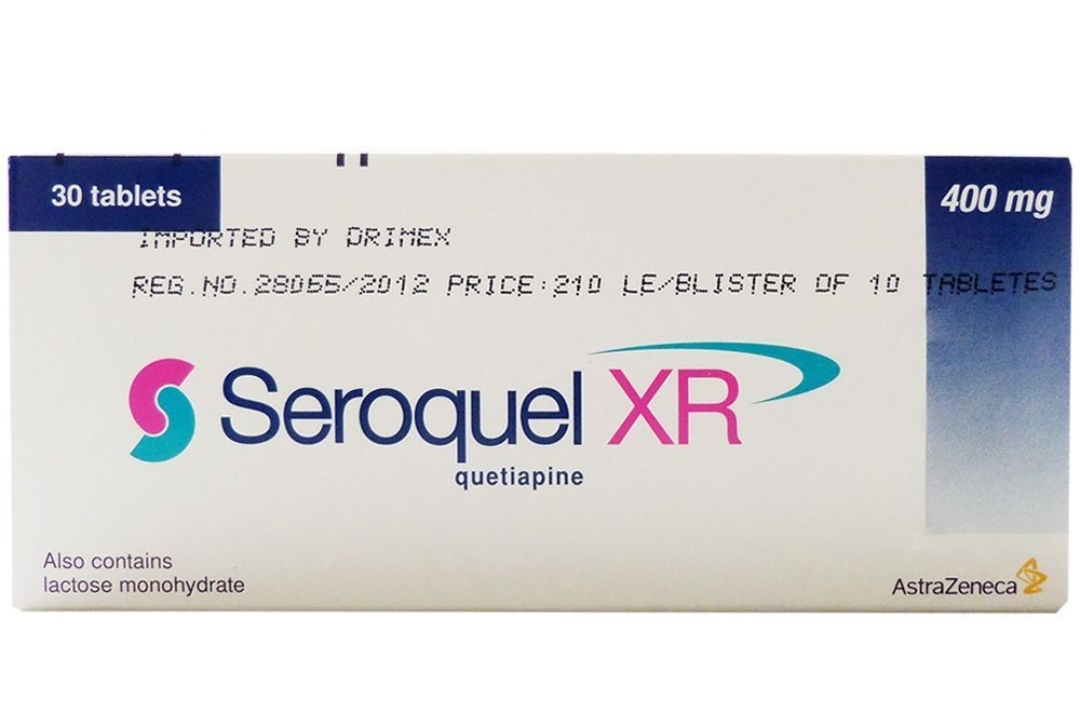 30 tablets
400 mg
IMPORTED BY DRIMEX
REG.NO.28065/2012 PRICE:210 LE/BLISTER OF 10 TABLETES
Seroquel XR
quetiapine
Also contains
lactose monohydrate
AstraZeneca